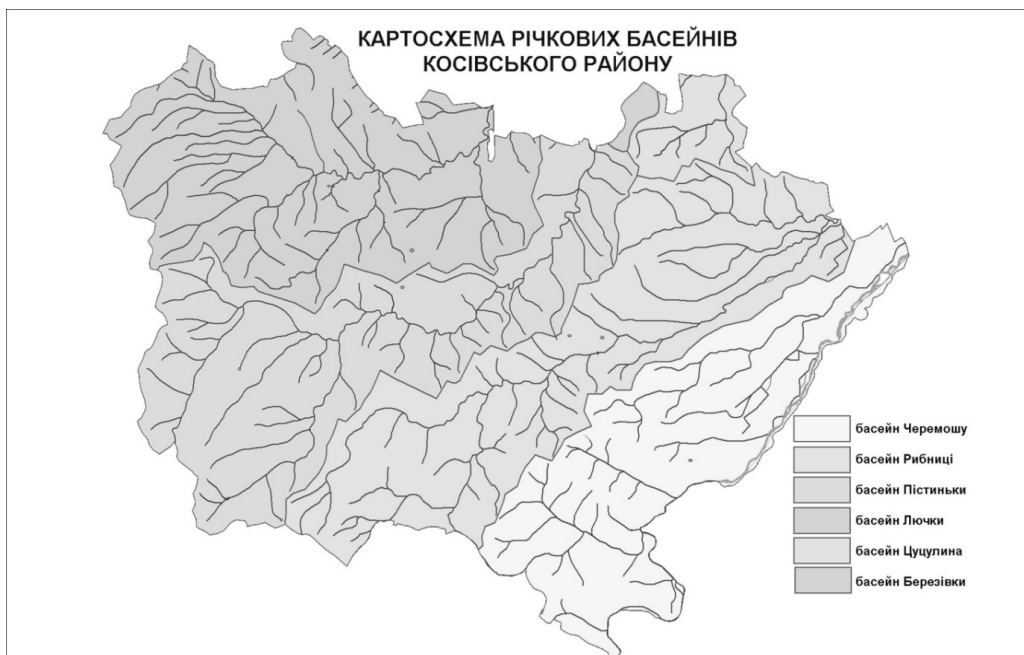 КАРТОСХЕМА РІЧКОВИХ БАСЕЙНІВ
КОСІВСЬКОГО РАЙОНУ
басейн Черемошу
басейн Рибниці
басейн Пістиньки
басейн Лючки
басейн Цуцулина
басейн Березівки